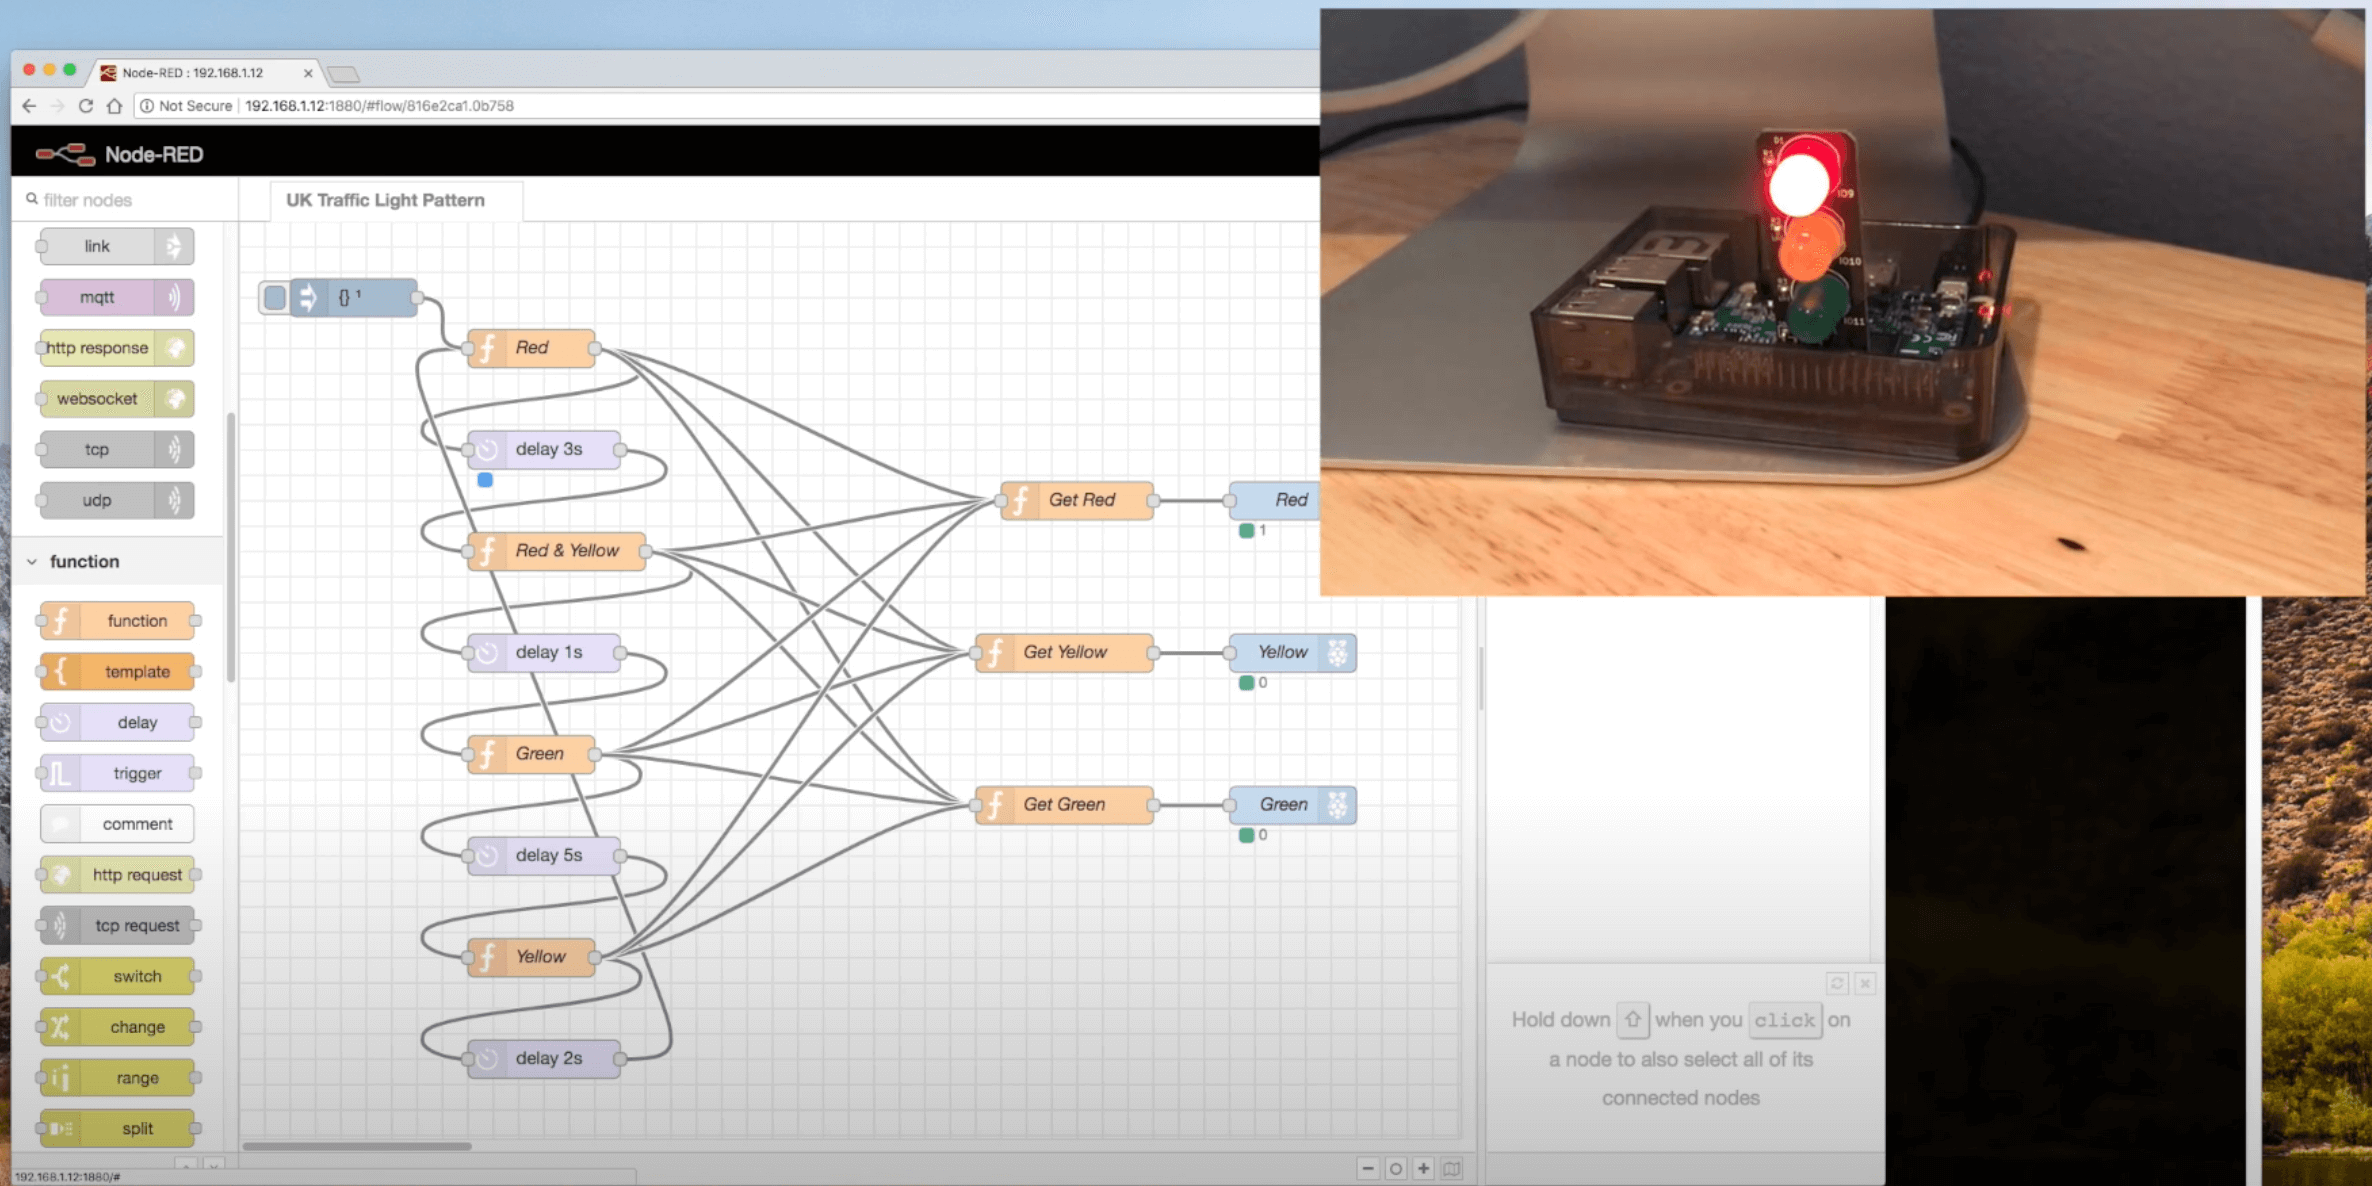 Node-RED : 192.168.1.12
Not Secure | 192.168.1.12:1880/#flow/816e2ca1.0b758
Node-RED
filter nodes
link
mqtt
http response
websocket
tcp
udp
function
function
template
delay
trigger
comment
http request
tcp request
switch
change
range
split
192.168.1.12:1880/#
UK Traffic Light Pattern
{} ¹
Red
delay 3s
Red & Yellow
delay 1s
Green
delay 5s
Yellow
delay 2s
Get Red
Red
1
Get Yellow
Yellow
0
Get Green
Green
0
D1
IO9
IO10
IO11
Hold down ⇧ when you click on
a node to also select all of its
connected nodes